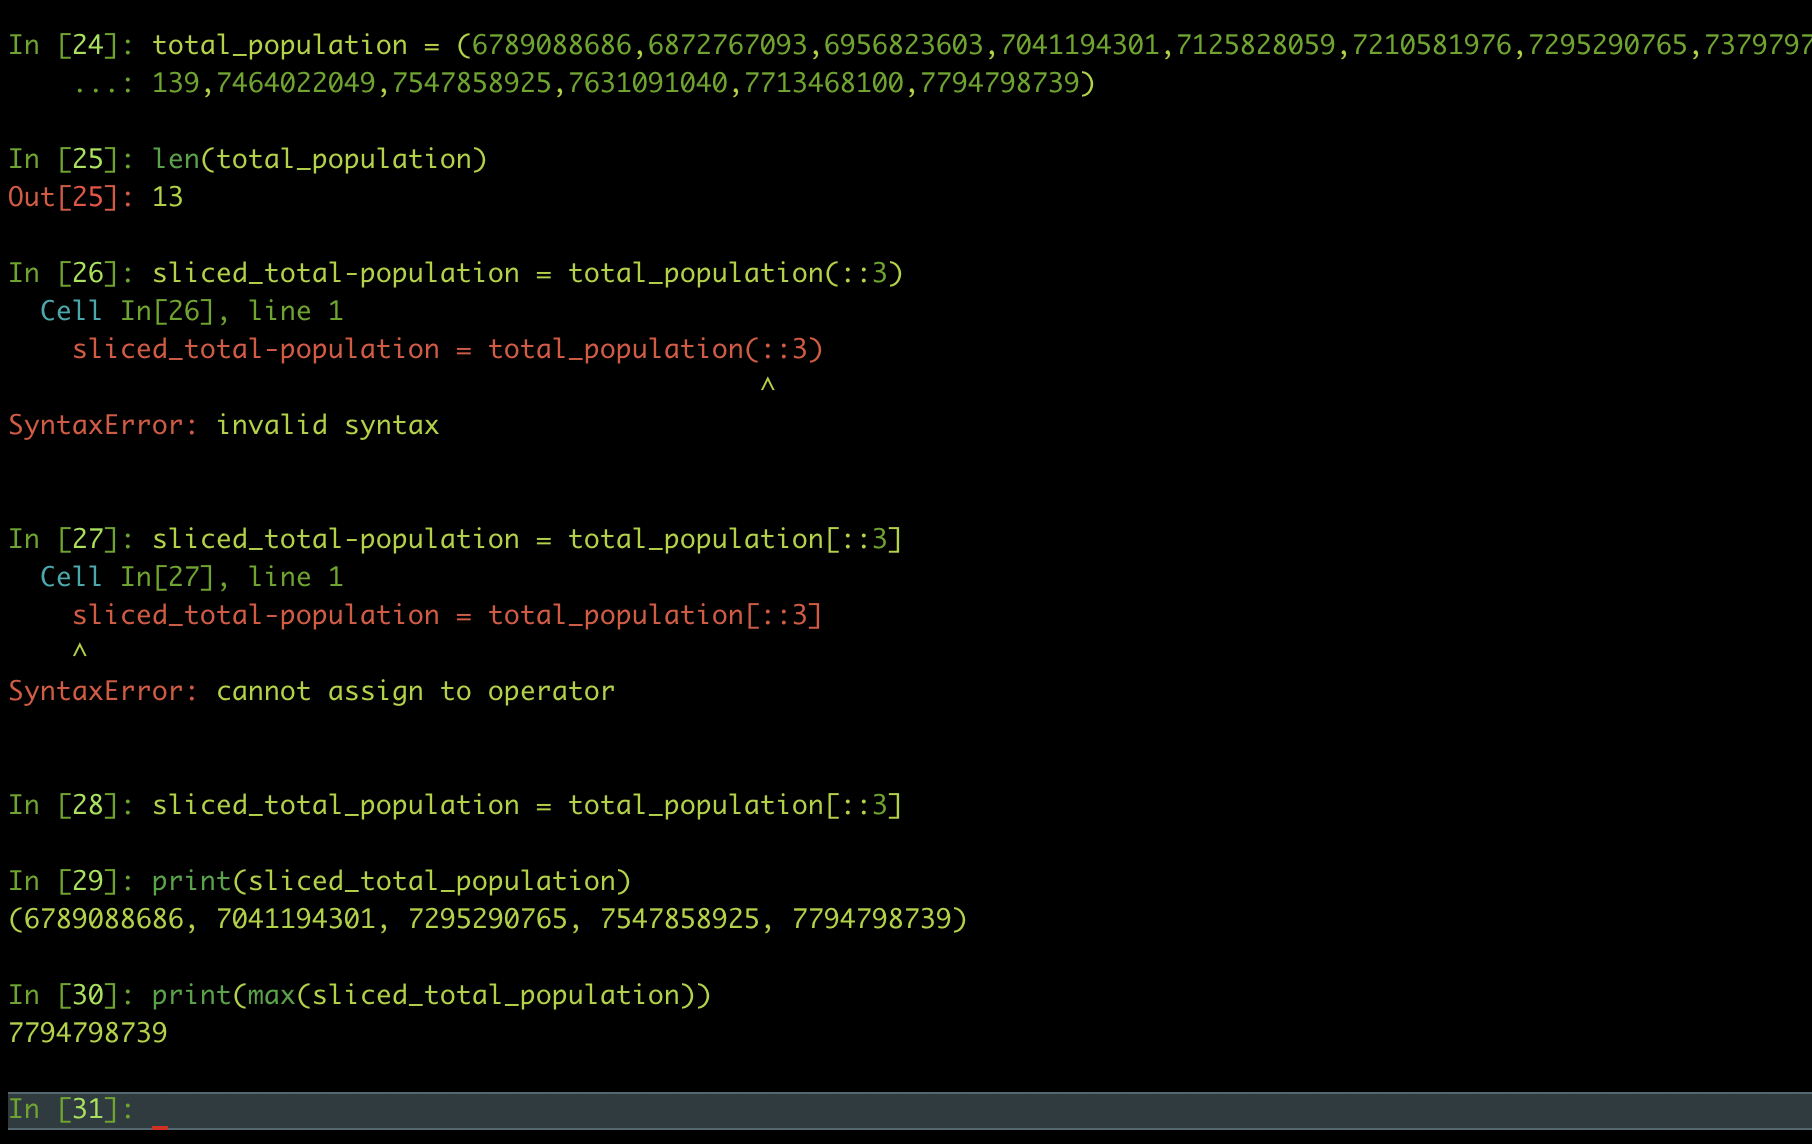 In [24]: total_population = (6789088686,6872767093,6956823603,7041194301,7125828059,7210581976,7295290765,7379797
...: 139,7464022049,7547858925,7631091040,7713468100,7794798739)
In [25]: len(total_population)
Out[25]: 13
In [26]: sliced_total-population = total_population(::3)
Cell In[26], line 1
sliced_total-population = total_population(::3)
^
SyntaxError: invalid syntax
In [27]: sliced_total-population = total_population[::3]
Cell In[27], line 1
sliced_total-population = total_population[::3]
^
SyntaxError: cannot assign to operator
In [28]: sliced_total_population = total_population[::3]
In [29]: print(sliced_total_population)
(6789088686, 7041194301, 7295290765, 7547858925, 7794798739)
In [30]: print(max(sliced_total_population))
7794798739
In [31]: